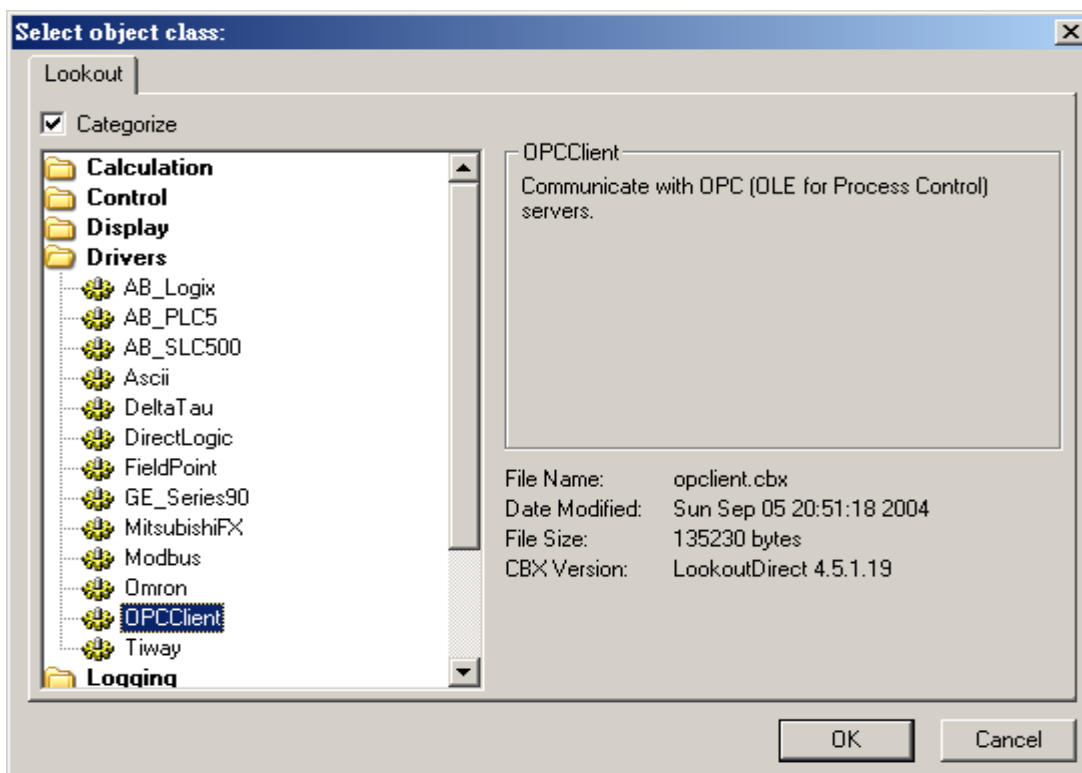 Select object class:
Lookout
Categorize
Calculation
Control
Display
Drivers
AB_Logix
AB_PLC5
AB_SLC500
Ascii
DeltaTau
DirectLogic
FieldPoint
GE_Series90
MitsubishiFX
Modbus
Omron
OPCClient
Tiway
Logging
OPCClient
Communicate with OPC (OLE for Process Control)
servers.
File Name: opclient.cbx
Date Modified: Sun Sep 05 20:51:18 2004
File Size: 135230 bytes
CBX Version: LookoutDirect 4.5.1.19
OK Cancel